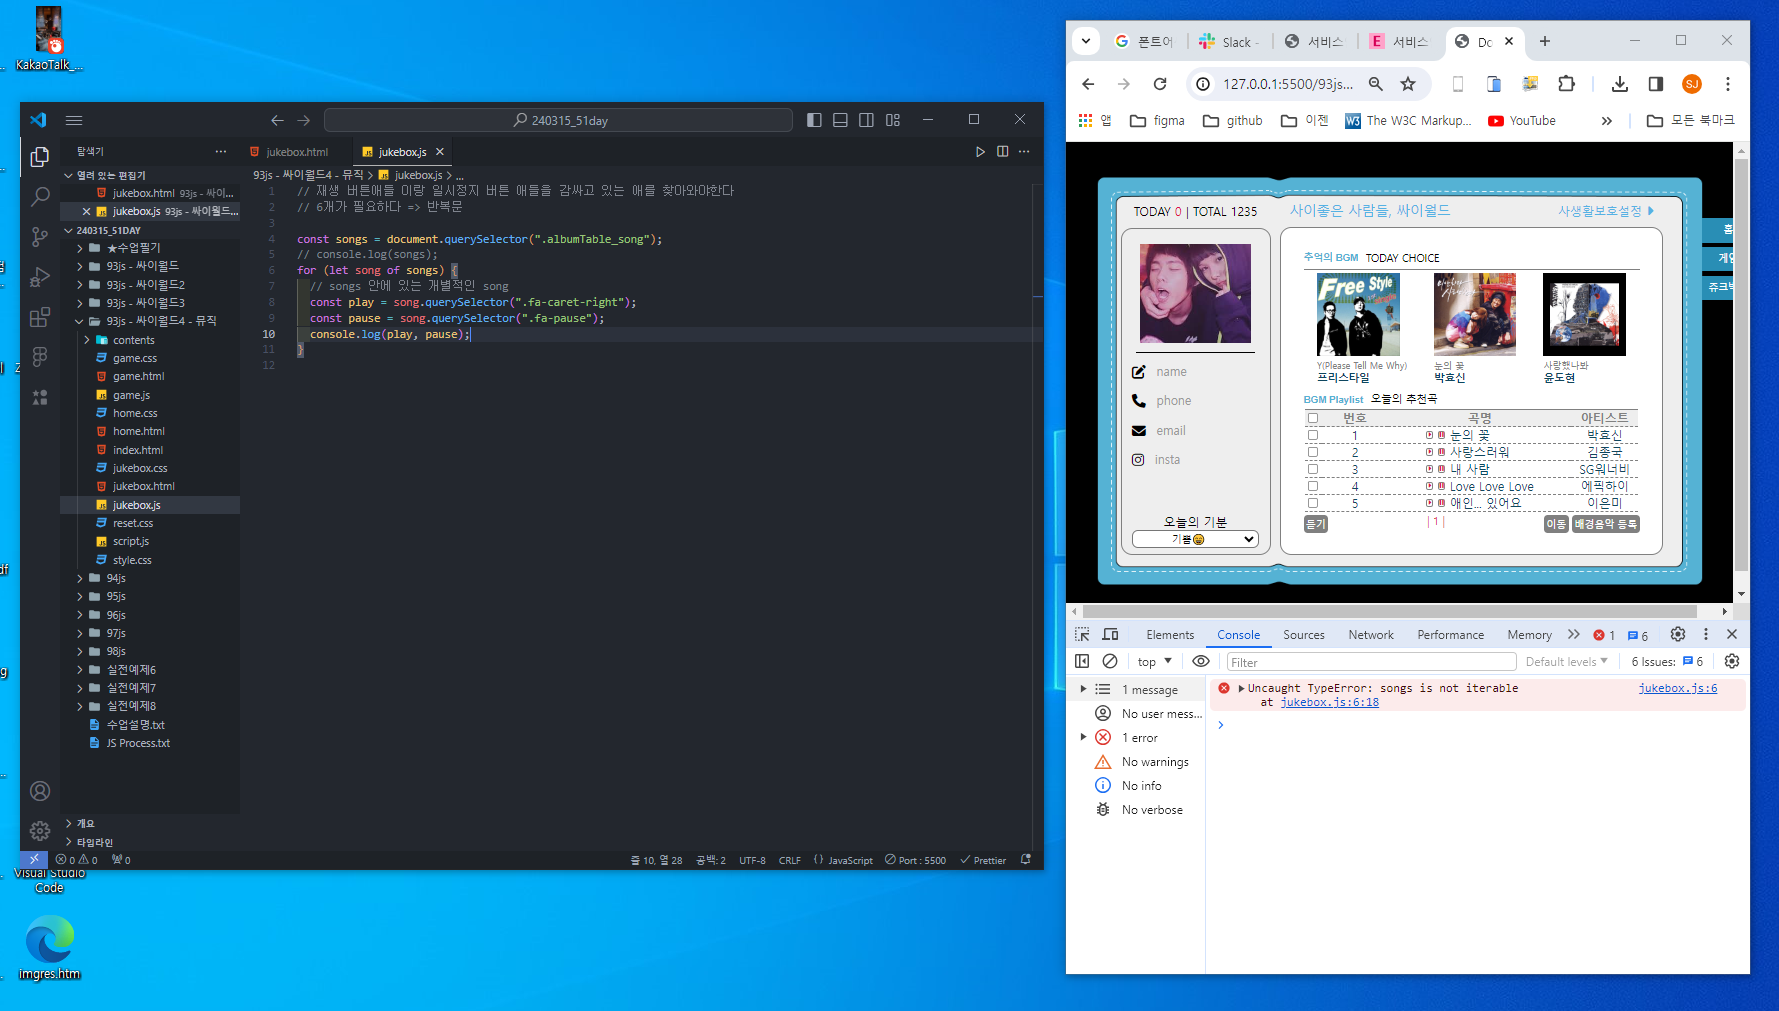 KakaoTalk_...
Visual Studio
Code
imgres.htm
240315_51day
탐색기
jukebox.html
jukebox.js
열려 있는 편집기
jukebox.html 93js - 싸이...
jukebox.js 93js - 싸이월드...
240315_51DAY
★수업필기
93js - 싸이월드
93js - 싸이월드2
93js - 싸이월드3
93js - 싸이월드4 - 뮤직
contents
game.css
game.html
game.js
home.css
home.html
index.html
jukebox.css
jukebox.html
jukebox.js
reset.css
script.js
style.css
94js
95js
96js
97js
98js
실전예제6
실전예제7
실전예제8
수업설명.txt
JS Process.txt
개요
타임라인
93js - 싸이월드4 - 뮤직 > jukebox.js > ...
1 // 재생 버튼애들 이랑 일시정지 버튼 애들을 감싸고 있는 애를 찾아와야한다
2 // 6개가 필요하다 => 반복문
3
4 const songs = document.querySelector(".albumTable_song");
5 // console.log(songs);
6 for (let song of songs) {
7 // songs 안에 있는 개별적인 song
8 const play = song.querySelector(".fa-caret-right");
9 const pause = song.querySelector(".fa-pause");
10 console.log(play, pause);
11 }
12
0 0 0
줄 10, 열 28 공백: 2 UTF-8 CRLF {} JavaScript Port : 5500 Prettier
폰트어 Slack - 서비스 서비스 Do
127.0.0.1:5500/93js... SJ
앱 figma github 이젠 The W3C Markup... YouTube » 모든 북마크
TODAY 0 | TOTAL 1235
사이좋은 사람들, 싸이월드
사생활보호설정
홈
게임
쥬크박
name
phone
email
insta
오늘의 기분
기쁨😄
추억의 BGM TODAY CHOICE
Free Style
Y(Please Tell Me Why)
프리스타일
눈의 꽃
박효신
사랑했나봐
윤도현
BGM Playlist 오늘의 추천곡
번호 곡명 아티스트
1 눈의 꽃 박효신
2 사랑스러워 김종국
3 내 사람 SG워너비
4 Love Love Love 에픽하이
5 애인... 있어요 이은미
듣기 | 1 | 이동 배경음악 등록
Elements Console Sources Network Performance Memory » 1 6
top Filter Default levels 6 Issues: 6
1 message
No user mess...
1 error
No warnings
No info
No verbose
Uncaught TypeError: songs is not iterable jukebox.js:6
at jukebox.js:6:18